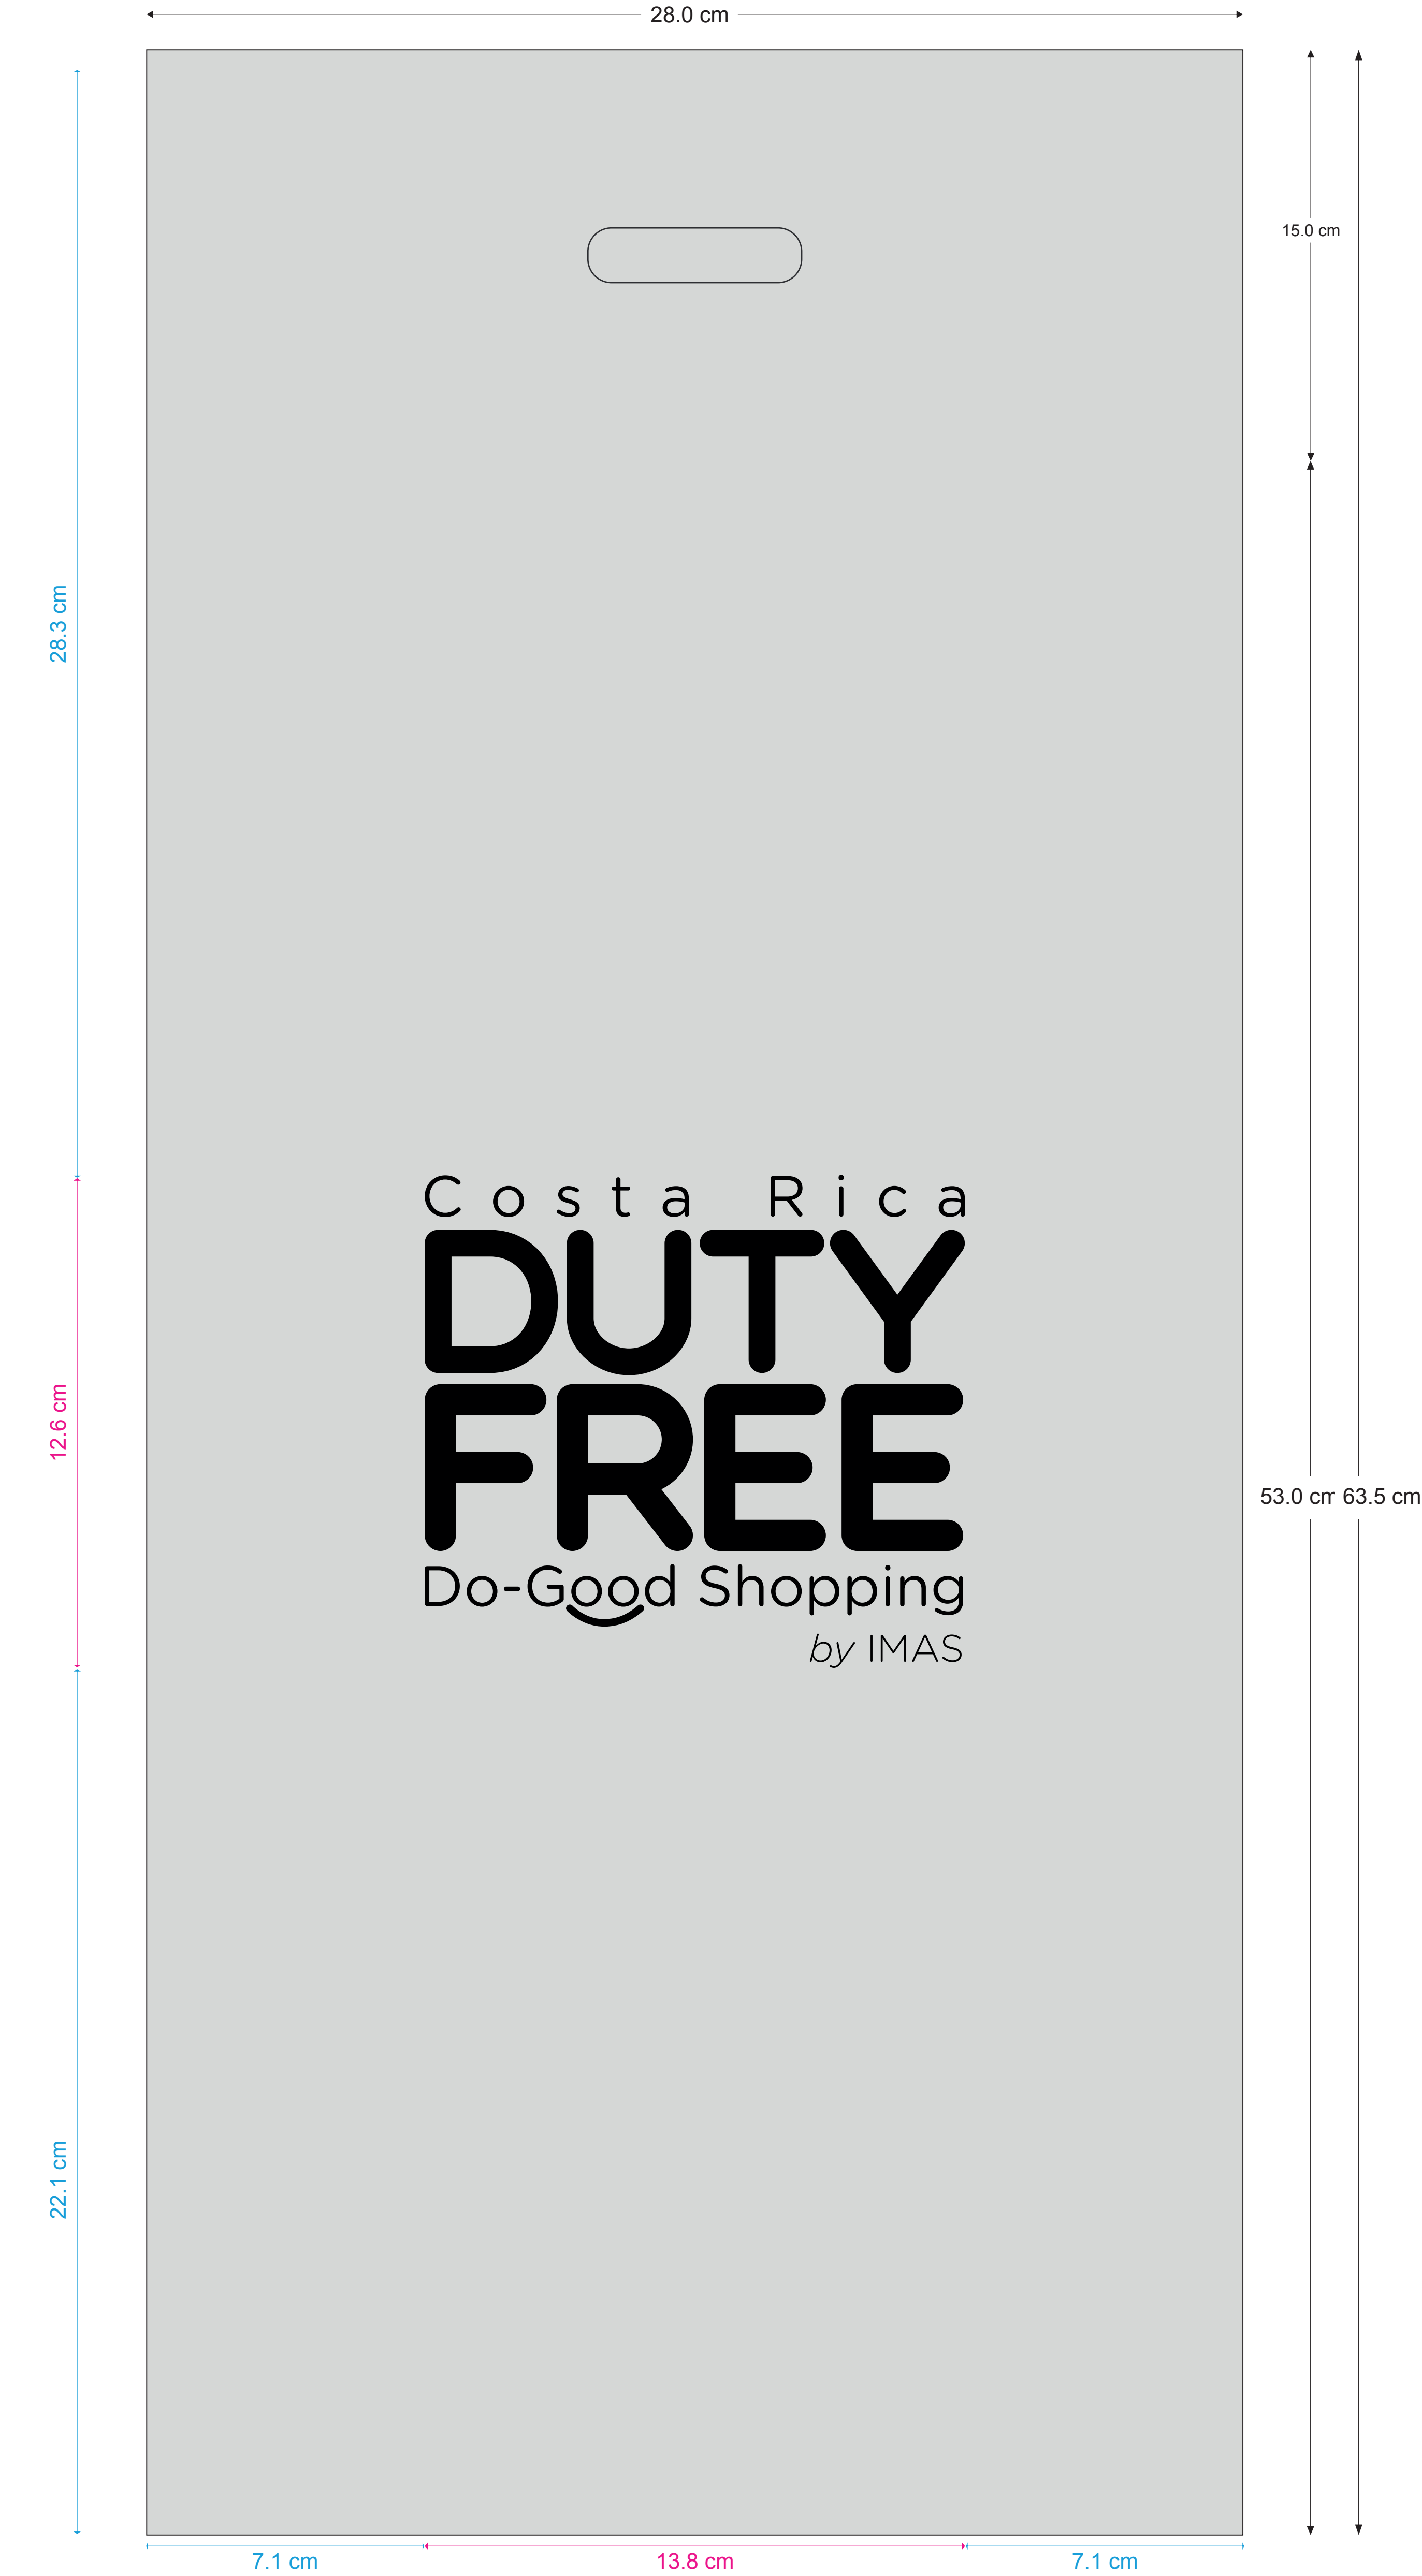 28.0 cm
15.0 cm
28.3 cm
Costa Rica
DUTY
FREE
Do-Good Shopping
by IMAS
12.6 cm
53.0 cm
63.5 cm
22.1 cm
7.1 cm
13.8 cm
7.1 cm